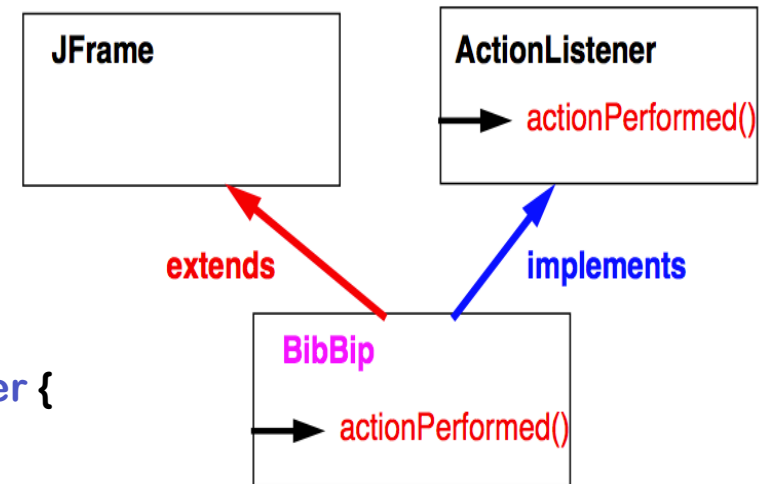 JFrame
ActionListener
actionPerformed()
extends
implements
BibBip
er {
actionPerformed()